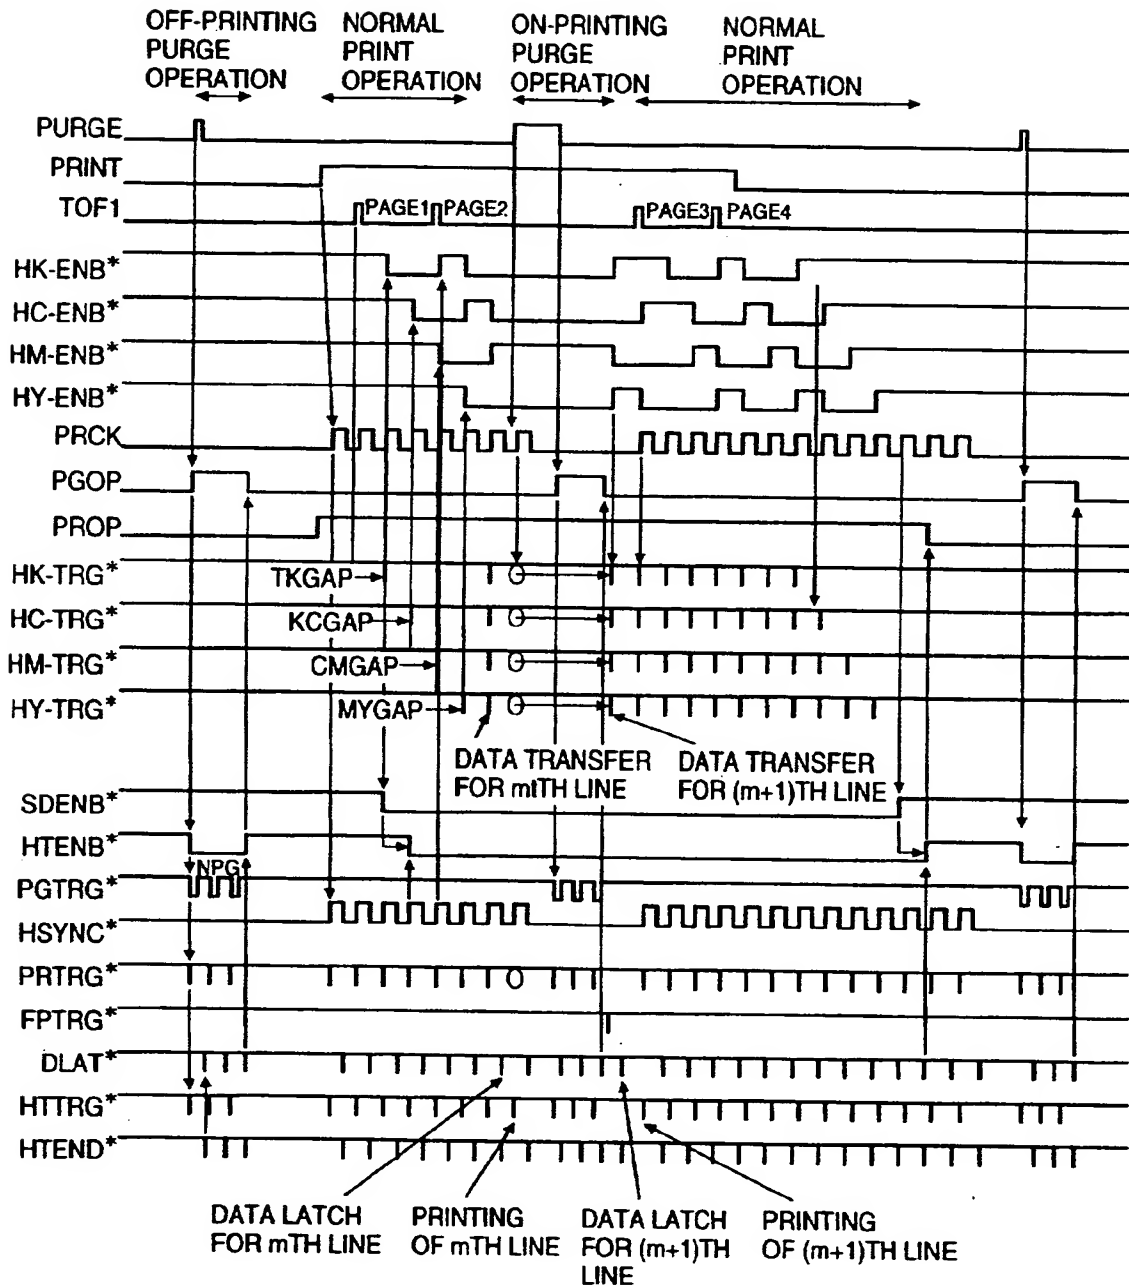 OFF-PRINTING
PURGE
OPERATION
NORMAL
PRINT
OPERATION
ON-PRINTING
PURGE
OPERATION
NORMAL
PRINT
OPERATION
PURGE
PRINT
TOF1
PAGE1
PAGE2
PAGE3
PAGE4
HK-ENB*
HC-ENB*
HM-ENB*
HY-ENB*
PRCK
PGOP
PROP
HK-TRG*
TKGAP
HC-TRG*
KCGAP
HM-TRG*
CMGAP
HY-TRG*
MYGAP
DATA TRANSFER
FOR mtTH LINE
DATA TRANSFER
FOR (m+1)TH LINE
SDENB*
HTENB*
NPG
PGTRG*
HSYNC*
PRTRG*
FPTRG*
DLAT*
HTTRG*
HTEND*
DATA LATCH
FOR mTH LINE
PRINTING
OF mTH LINE
DATA LATCH
FOR (m+1)TH
LINE
PRINTING
OF (m+1)TH LINE